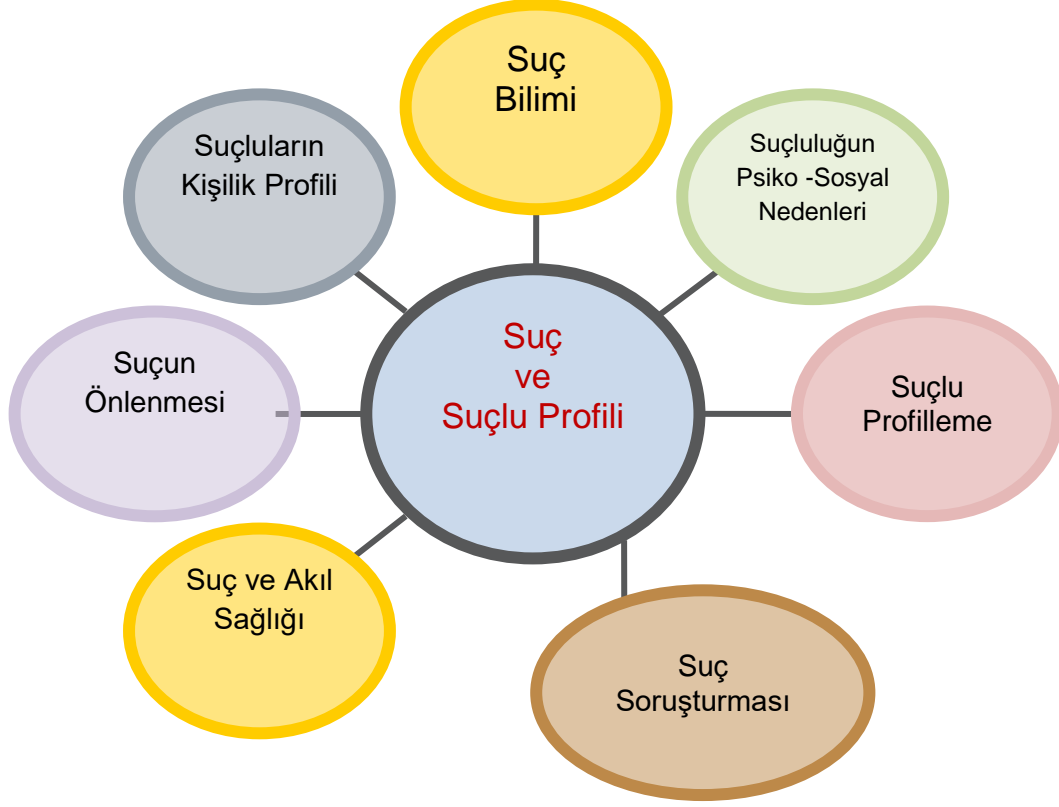 Suç
Bilimi
Suçluların
Kişilik Profili
Suçluluğun
Psiko -Sosyal
Nedenleri
Suç
ve
Suçlu Profili
Suçun
Önlenmesi
Suçlu
Profilleme
Suç ve Akıl
Sağlığı
Suç
Soruşturması